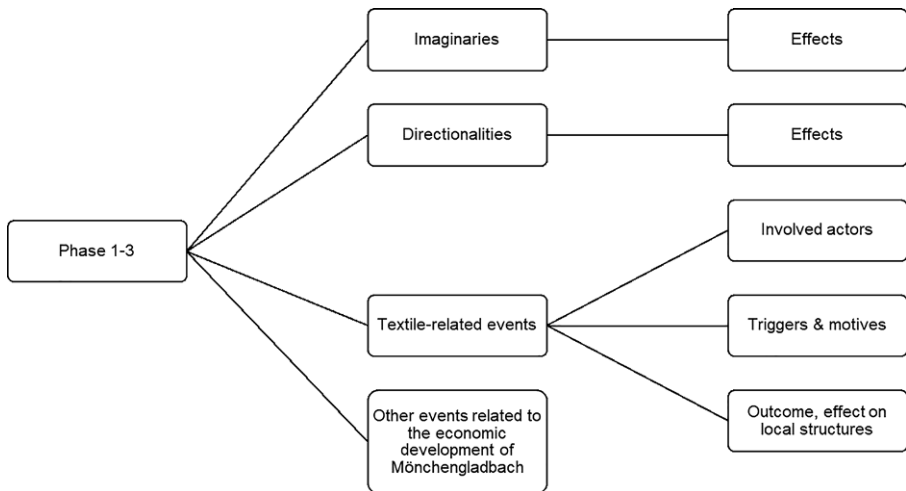 Imaginaries
Effects
Directionalities
Effects
Phase 1-3
Involved actors
Textile-related events
Triggers & motives
Other events related to
the economic
development of
Mönchengladbach
Outcome, effect on
local structures